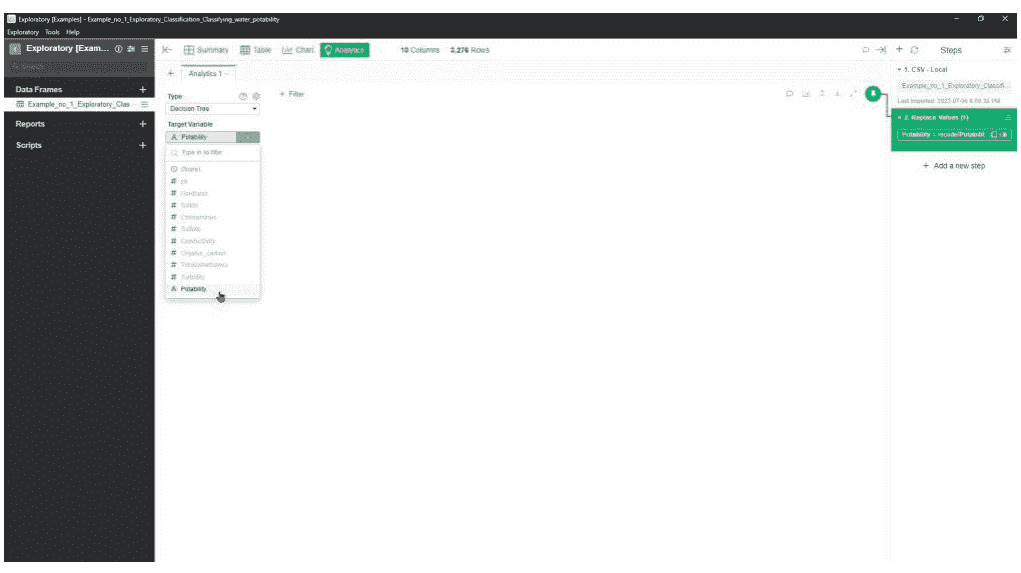 Exploratory [Examples] - Example_no_1_Exploratory_Classification_Classifying_water_potability
Exploratory Tools Help
Exploratory [Exam...
Search
Summary Table Chart Analytics 10 Columns 3,276 Rows
Steps
Data Frames
Example_no_1_Exploratory_Clas
Reports
Scripts
Analytics 1
Type
Decision Tree
+ Filter
Target Variable
Potability
Type in to filter
(None)
ph
Hardness
Solids
Chloramines
Sulfate
Conductivity
Organic_carbon
Trihalomethanes
Turbidity
Potability
1. CSV - Local
Example_no_1_Exploratory_Classifi...
Last Imported: 2022-07-06
2. Replace Values (1)
Potability = recode(Potabilit
+ Add a new step